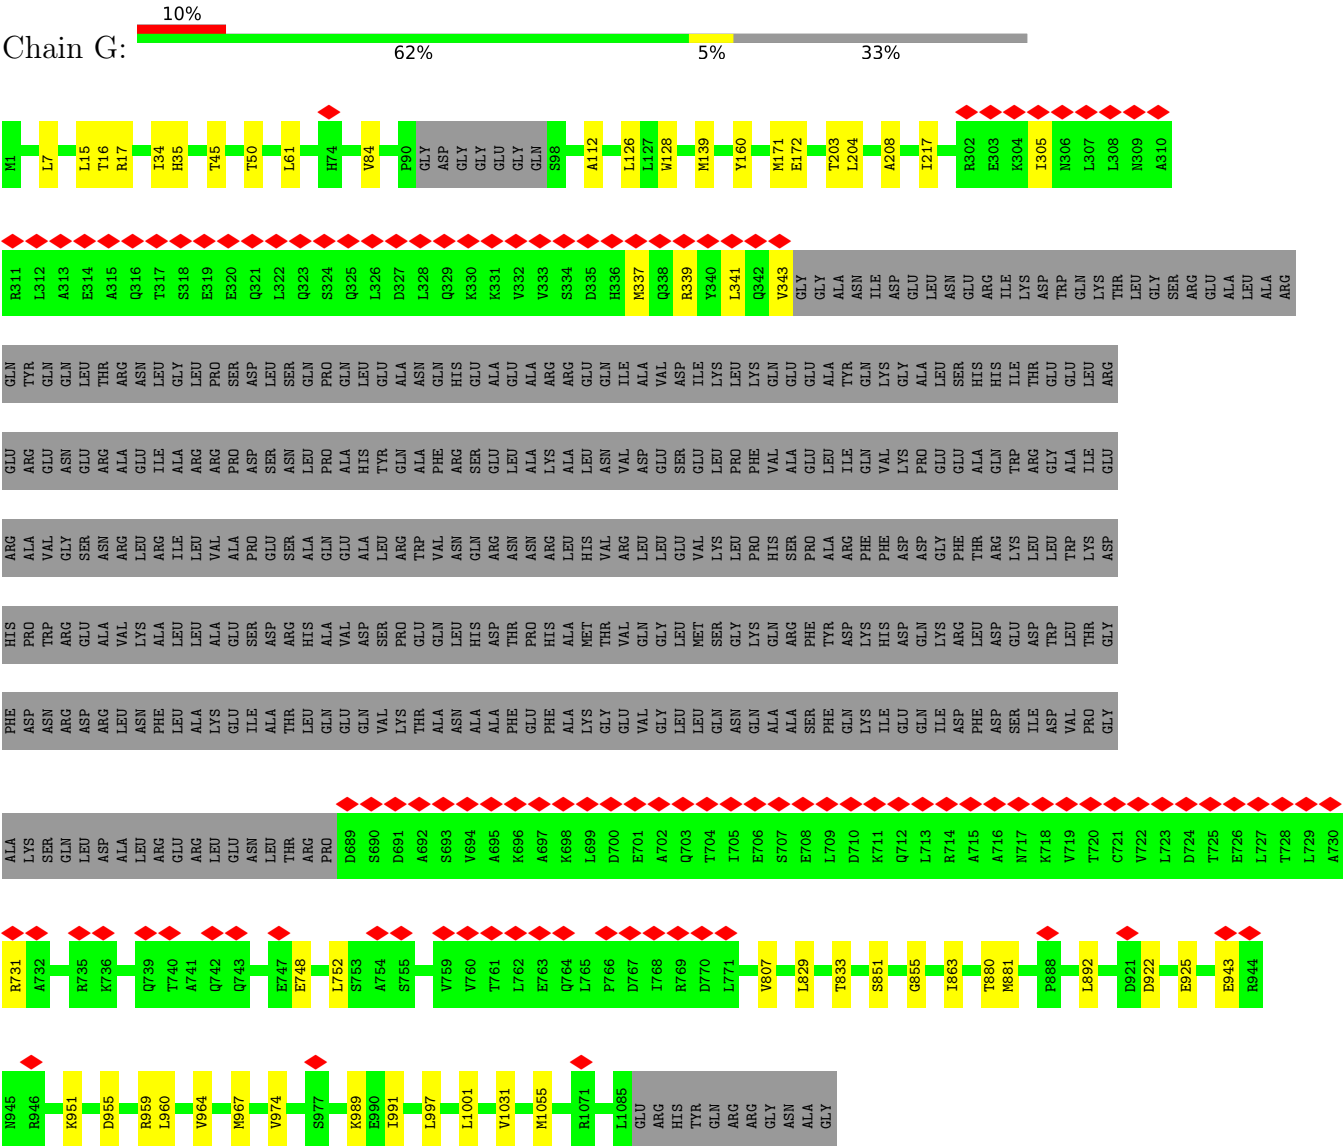 10%
Chain G:
62% 5% 33%
M1 L7 L15 T16 R17 I34 H35 T45 T50 L61 H74 V84 P90 GLY ASP GLY GLY GLU GLY GLN S98 A112 L126 L127 W128 M139 Y160 M171 E172 T203 L204 A208 I217 R302 E303 K304 I305 N306 L307 L308 N309 A310
R311 L312 A313 E314 A315 Q316 T317 S318 E319 E320 Q321 L322 Q323 S324 Q325 L326 D327 L328 Q329 K330 K331 V332 V333 S334 D335 H336 M337 Q338 R339 Y340 L341 Q342 V343 GLY GLY ALA ASN ILE ASP GLU LEU ASN GLU ARG ILE LYS ASP TRP GLN LYS THR LEU GLY SER ARG GLU ALA LEU ALA ARG
GLN TYR GLN GLN LEU THR ARG ASN LEU GLY LEU PRO SER ASP LEU SER GLN PRO GLN LEU GLU ALA ASN GLN HIS GLU ALA GLU ALA ARG ARG GLU GLN ILE ALA VAL ASP ILE LYS LEU LYS GLN GLU GLU ALA TYR GLN LYS GLY ALA LEU SER HIS HIS ILE THR GLU GLU LEU ARG
GLU ARG GLU ASN GLU ARG ALA GLU ILE ALA ARG ARG PRO ASP SER ASN LEU PRO ALA HIS TYR GLN ALA PHE ARG SER GLU LEU ALA LYS ALA LEU ASN VAL ASP GLU SER GLU LEU PRO PHE VAL ALA GLU LEU ILE GLN VAL LYS PRO GLU GLU ALA GLN TRP ARG GLY ALA ILE GLU
ARG ALA VAL GLY SER ASN ARG LEU ARG ILE LEU VAL ALA PRO GLU SER ALA GLN GLU ALA LEU ARG TRP VAL ASN GLN ARG ASN ASN ARG LEU HIS VAL ARG LEU LEU GLU VAL LYS LEU PRO HIS SER PRO ALA ARG PHE PHE ASP ASP GLY PHE THR ARG LYS LEU LEU TRP LYS ASP
HIS PRO TRP ARG GLU ALA VAL LYS ALA LEU LEU ALA GLU SER ASP ARG HIS ALA VAL ASP SER PRO GLU GLN LEU HIS ASP THR PRO HIS ALA MET THR VAL GLN GLY LEU MET SER GLY LYS GLN ARG PHE TYR ASP LYS HIS ASP GLN LYS ARG LEU ASP GLU ASP TRP LEU THR GLY
PHE ASP ASN ARG ASP ARG LEU ASN PHE LEU ALA LYS GLU ILE ALA THR LEU GLN GLU GLN VAL LYS THR ALA ASN ALA ALA PHE GLU PHE ALA LYS GLY GLU VAL GLY LEU LEU GLN ASN GLN ALA ALA SER PHE GLN LYS ILE GLU GLN ILE ASP PHE ASP SER ILE ASP VAL PRO GLY
ALA LYS SER GLN LEU ASP ALA LEU ARG GLU ARG LEU GLU ASN LEU THR ARG PRO D689 S690 D691 A692 S693 V694 A695 K696 A697 K698 L699 D700 E701 A702 Q703 T704 I705 E706 S707 E708 L709 D710 K711 Q712 L713 R714 A715 A716 N717 K718 V719 T720 C721 V722 L723 D724 T725 E726 L727 T728 L729 A730
R731 A732 R735 K736 Q739 T740 A741 Q742 Q743 E747 E748 L752 S753 A754 S755 V759 V760 T761 L762 E763 Q764 L765 P766 D767 I768 R769 D770 L771 V807 L829 T833 S851 G855 I863 T880 M881 P888 L892 D921 D922 E925 E943 R944
N945 R946 K951 D955 R959 L960 V964 M967 V974 S977 K989 E990 I991 L997 L1001 V1031 M1055 R1071 L1085 GLU ARG HIS TYR GLN ARG ARG GLY ASN ALA GLY